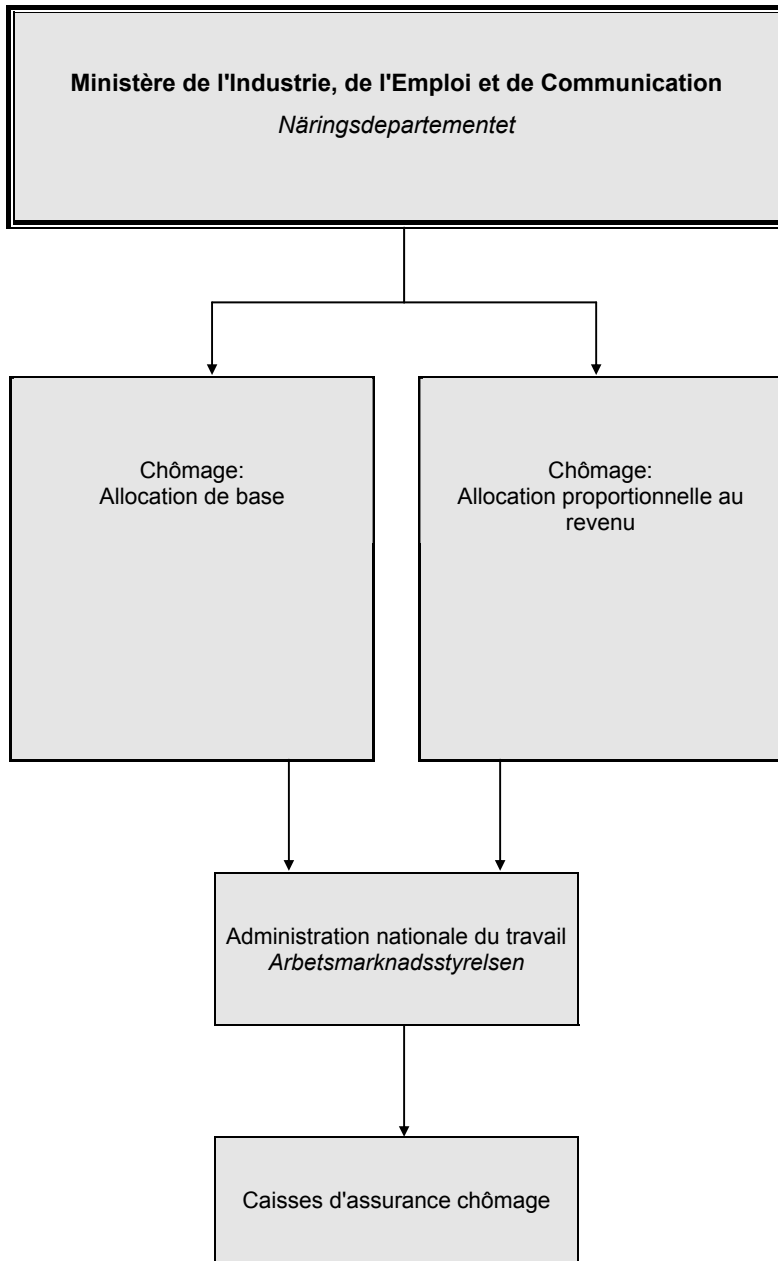 Ministère de l'Industrie, de l'Emploi et de Communication
Näringsdepartementet
Chômage:
Allocation de base
Chômage:
Allocation proportionnelle au
revenu
Administration nationale du travail
Arbetsmarknadsstyrelsen
Caisses d'assurance chômage